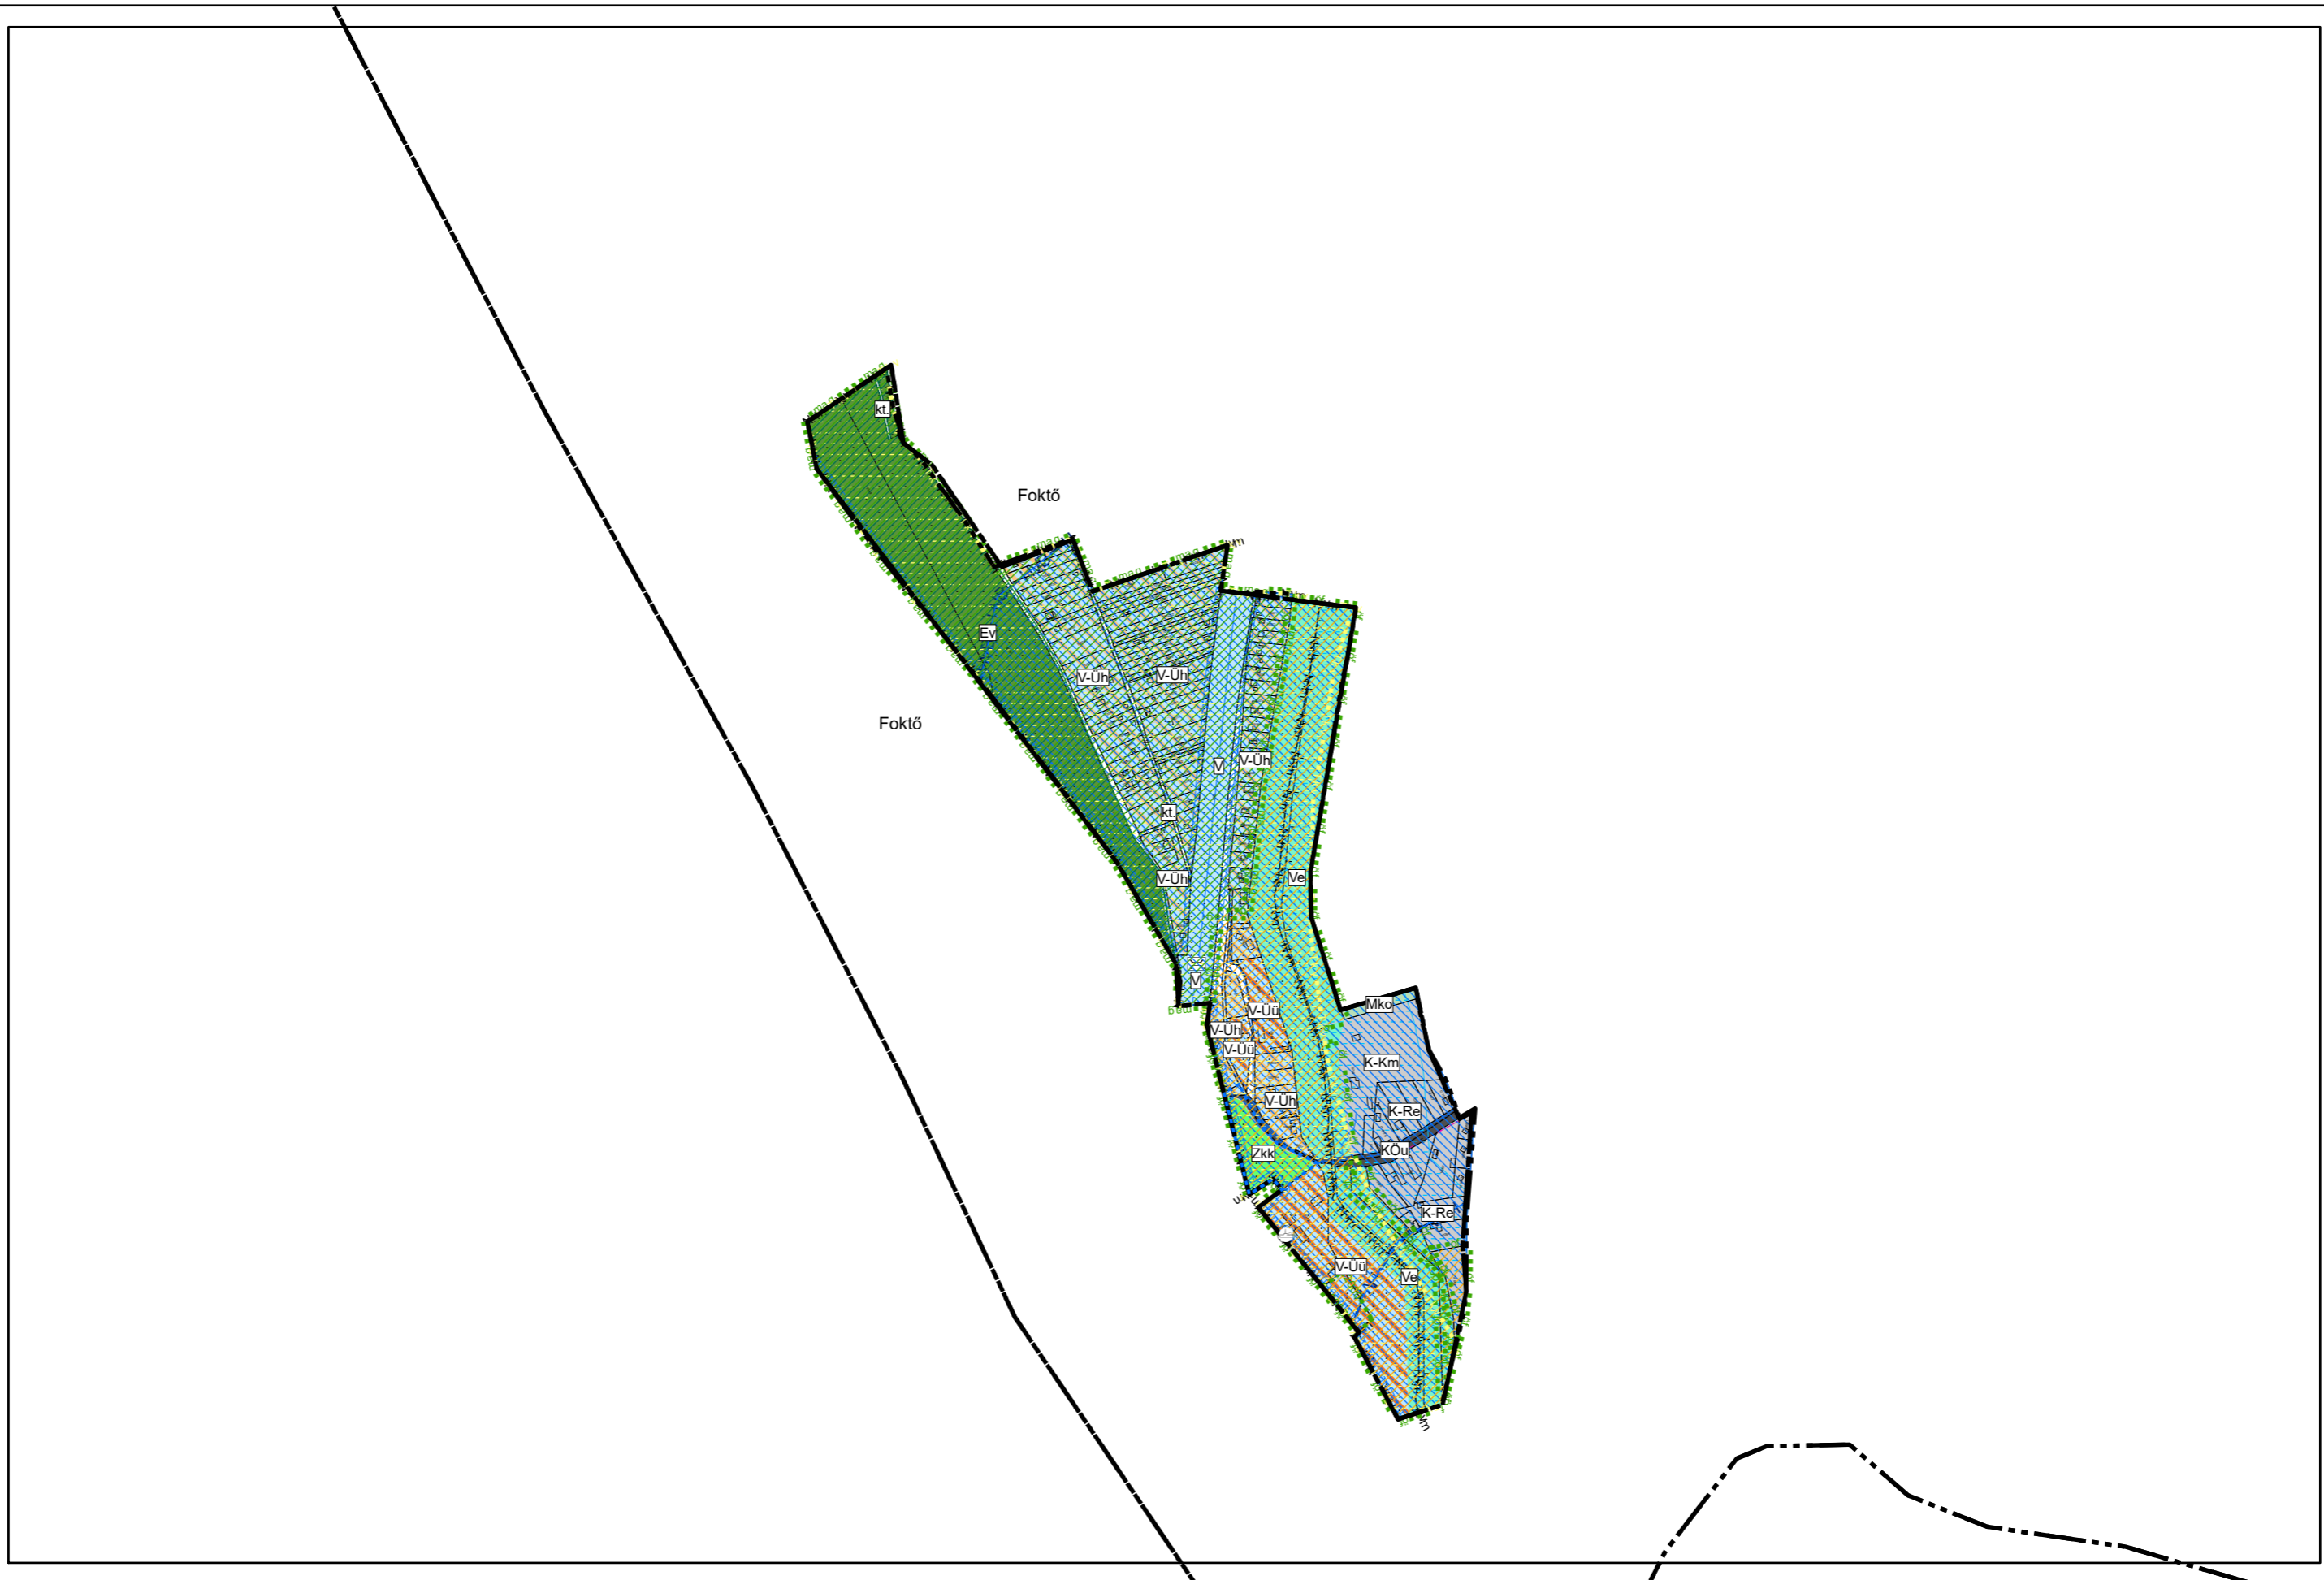 kt.
Foktő
Ev
V-Üh
V-Üh
Foktő
V-Üh
V
kt.
V-Üh
Ve
V
Mko
V-Üü
V-Üh
V-Üü
K-Km
V-Üh
K-Re
KÖu
Zkk
K-Re
V-Üü
Ve